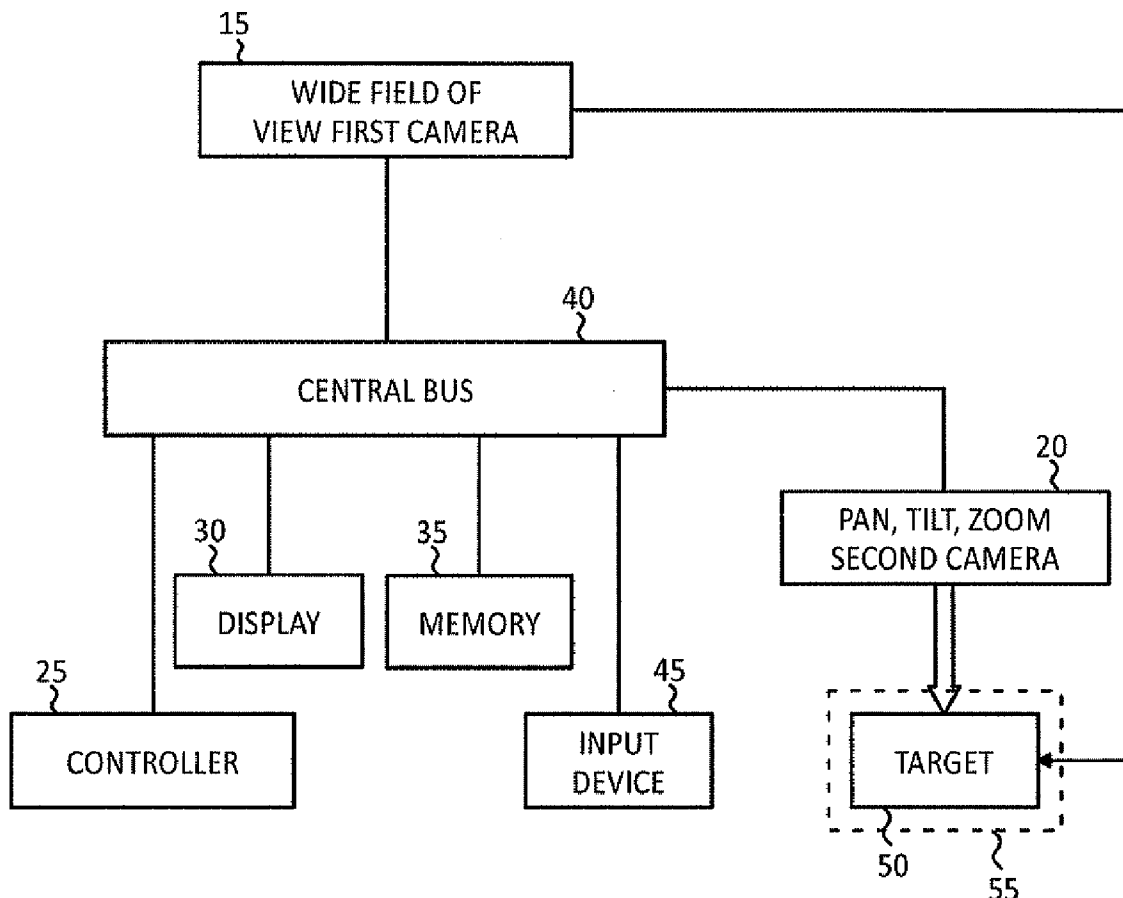 15
WIDE FIELD OF
VIEW FIRST CAMERA
40
CENTRAL BUS
20
PAN, TILT, ZOOM
SECOND CAMERA
30
DISPLAY
35
MEMORY
25
CONTROLLER
45
INPUT
DEVICE
TARGET
50
55